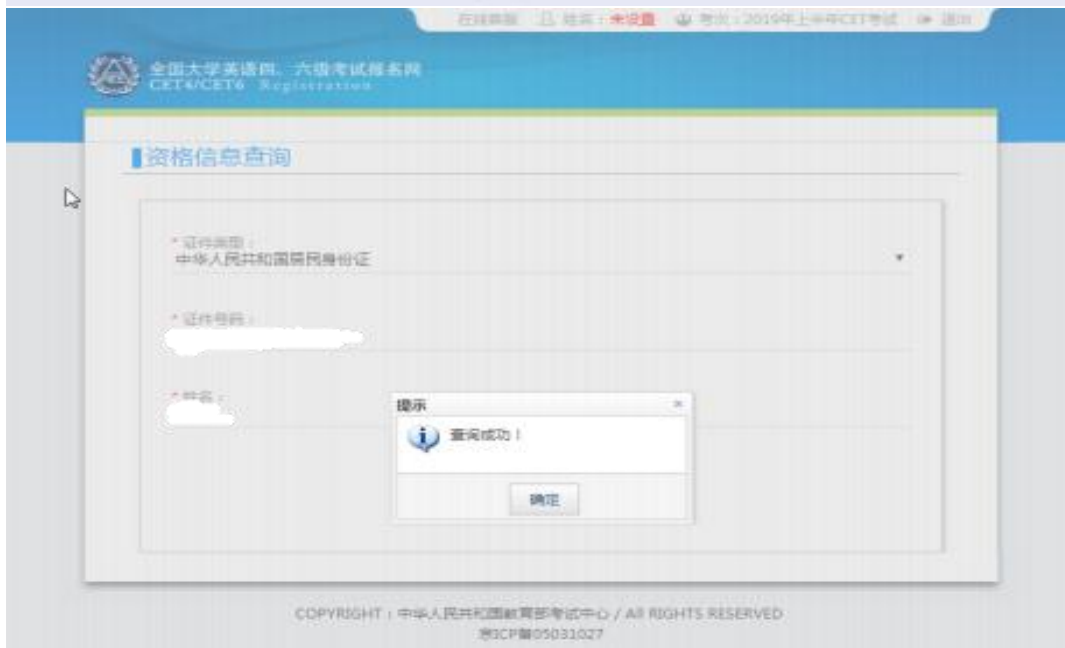 在线客服 姓名：未设置 考次：2019年上半年CET考试 退出
全国大学英语四、六级考试报名网
CET4/CET6 Registration
资格信息查询
* 证件类型：
中华人民共和国居民身份证
* 证件号码：
* 姓名：
提示
查询成功！
确定
COPYRIGHT：中华人民共和国教育部考试中心 / All RIGHTS RESERVED
京ICP备05031027